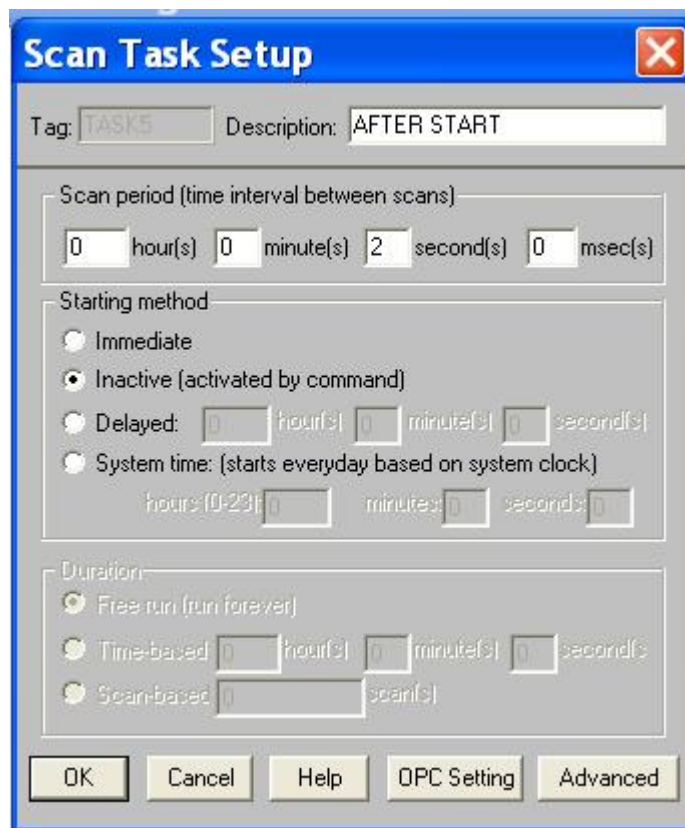 Scan Task Setup
Tag: TASK5 Description: AFTER START
Scan period (time interval between scans)
0 hour(s) 0 minute(s) 2 second(s) 0 msec(s)
Starting method
Immediate
Inactive (activated by command)
Delayed: 0 hour(s) 0 minute(s) 0 second(s)
System time: (starts everyday based on system clock)
hours (0-23): 0 minutes: 0 seconds: 0
Duration
Free run (run forever)
Time-based 0 hour(s) 0 minute(s) 0 second(s
Scan-based 0 scan(s)
OK Cancel Help OPC Setting Advanced